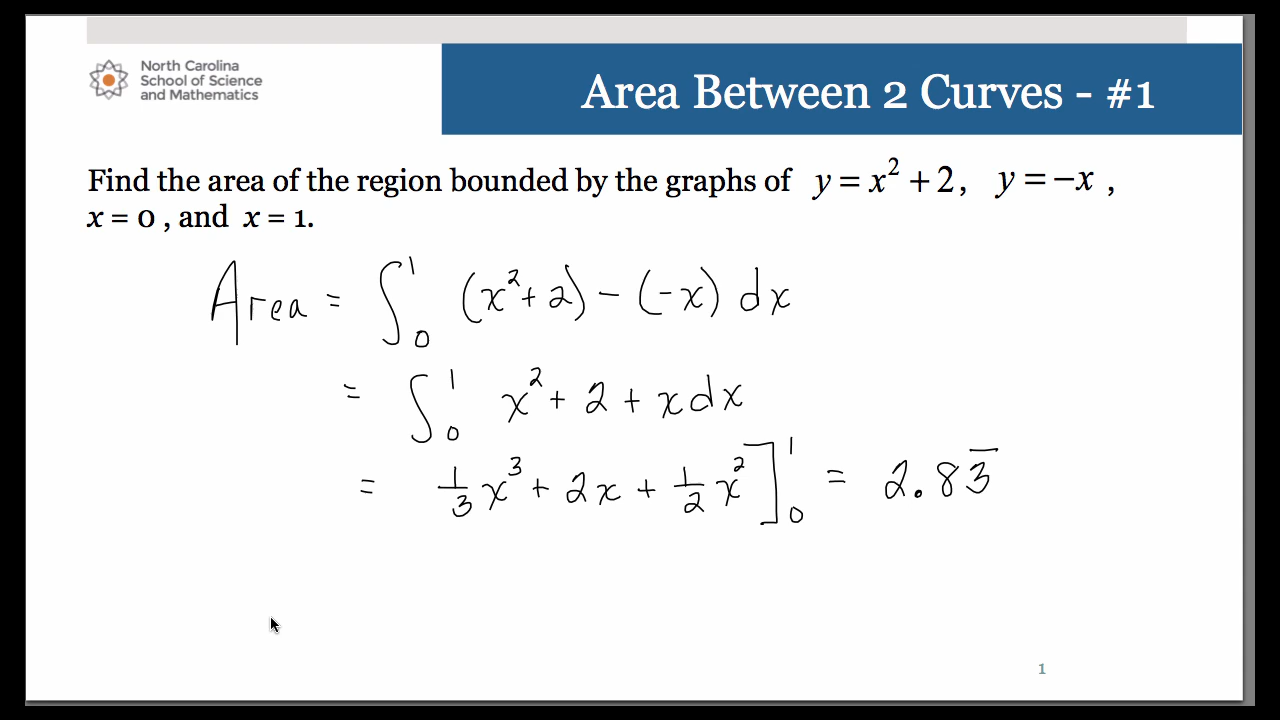 North Carolina
School of Science
and Mathematics
Area Between 2 Curves - #1
Find the area of the region bounded by the graphs of y = x² + 2, y = −x ,
x = 0 , and x = 1.
Area = ∫₀¹ (x² + 2) − (−x) dx
= ∫₀¹ x² + 2 + x dx
= 1/3 x³ + 2x + 1/2 x² ]₀¹ = 2.83̅
1